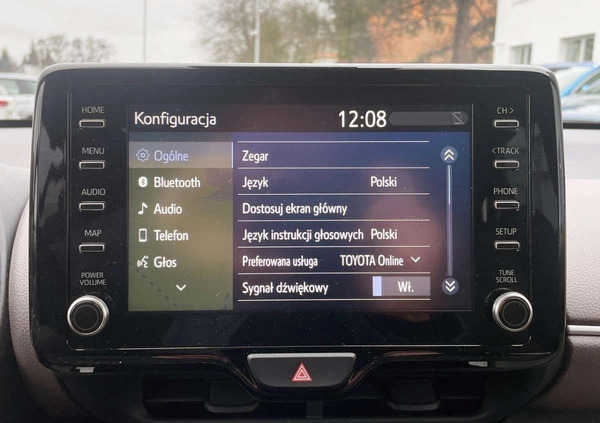 HOME
MENU
AUDIO
MAP
POWER
VOLUME
Konfiguracja
12:08
Ogólne
Bluetooth
Audio
Telefon
Głos
Zegar
Język Polski
Dostosuj ekran główny
Język instrukcji głosowych Polski
Preferowana usługa TOYOTA Online
Sygnał dźwiękowy Wł.
CH >
< TRACK
PHONE
SETUP
TUNE
SCROLL